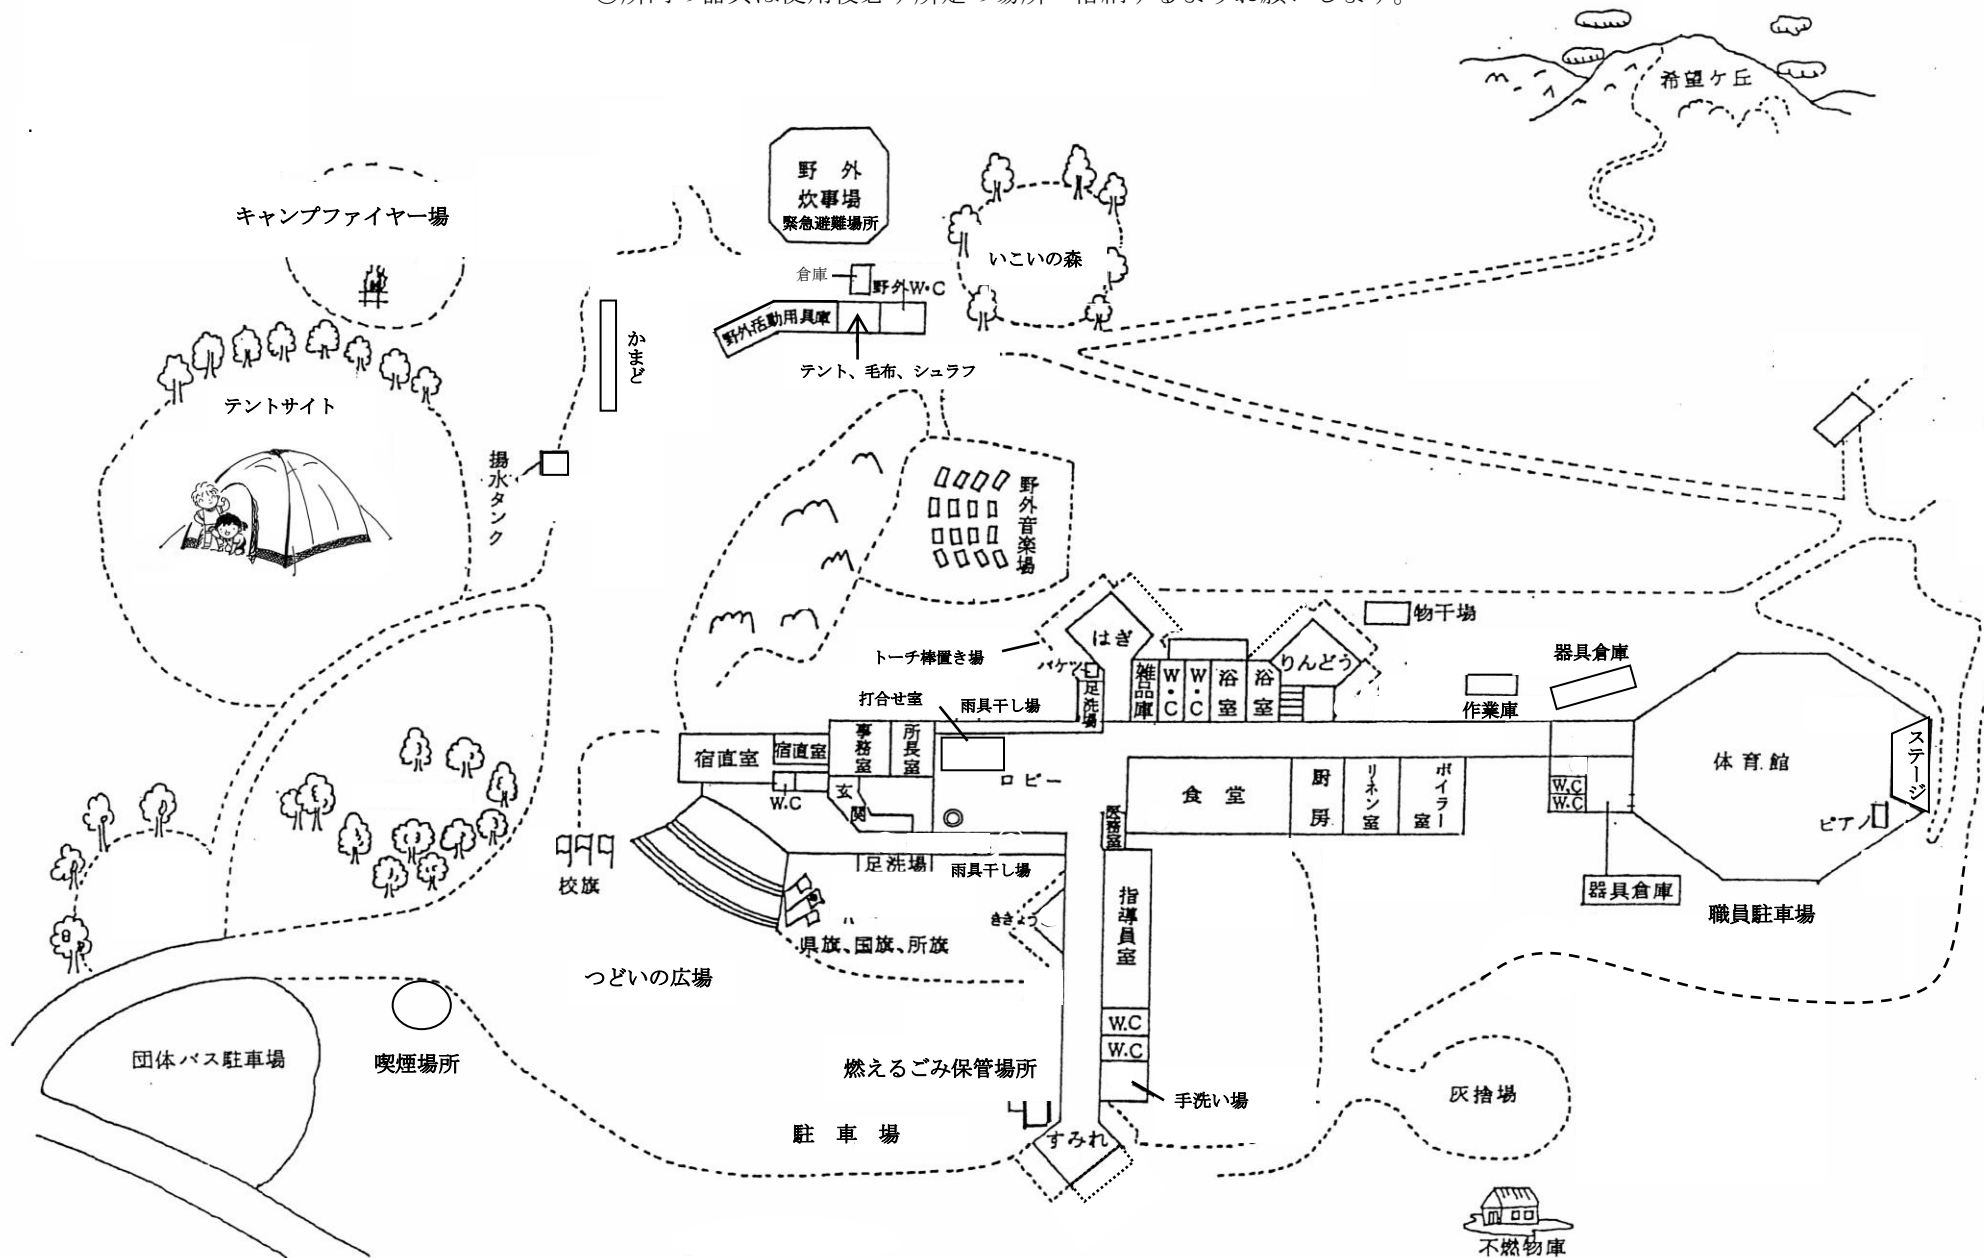 希望ケ丘
野外
炊事場
緊急避難場所
キャンプファイヤー場
いこいの森
倉庫
野外W・C
野外活動用具庫
かまど
テント、毛布、シュラフ
テントサイト
揚水タンク
野外音楽場
物干場
はぎ
トーチ棒置き場
バケツ
りんどう
器具倉庫
雑品庫
W・C
W・C
浴室
浴室
足洗場
打合せ室
雨具干し場
作業庫
事務室
所長室
宿直室
宿直室
ロビー
体育館
ステージ
W.C
玄関
食堂
厨房
リネン室
ボイラー室
W.C
W.C
ピアノ
医務室
足洗場
雨具干し場
校旗
器具倉庫
指導員室
職員駐車場
ききょう
県旗、国旗、所旗
つどいの広場
W.C
W.C
団体バス駐車場
喫煙場所
燃えるごみ保管場所
手洗い場
灰捨場
駐車場
すみれ
不燃物庫